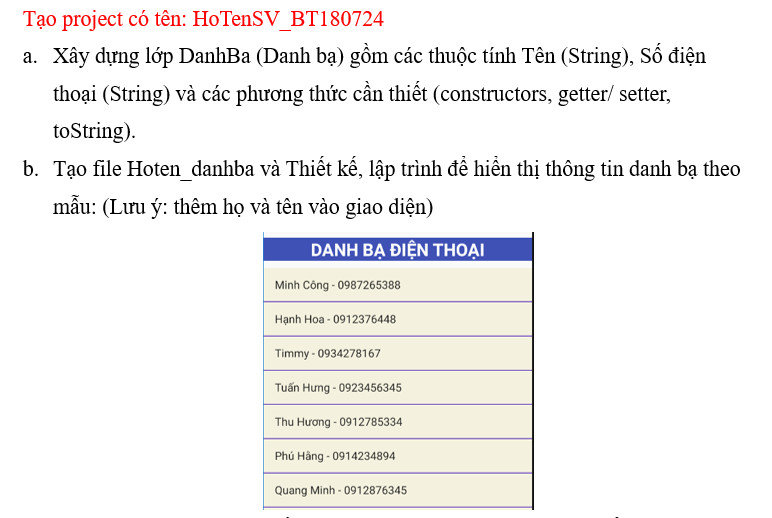 Tạo project có tên: HoTenSV_BT180724
a. Xây dựng lớp DanhBa (Danh bạ) gồm các thuộc tính Tên (String), Số điện
thoại (String) và các phương thức cần thiết (constructors, getter/ setter,
toString).
b. Tạo file Hoten_danhba và Thiết kế, lập trình để hiển thị thông tin danh bạ theo
mẫu: (Lưu ý: thêm họ và tên vào giao diện)
DANH BẠ ĐIỆN THOẠI
Minh Công - 0987265388
Hạnh Hoa - 0912376448
Timmy - 0934278167
Tuấn Hưng - 0923456345
Thu Hương - 0912785334
Phú Hằng - 0914234894
Quang Minh - 0912876345